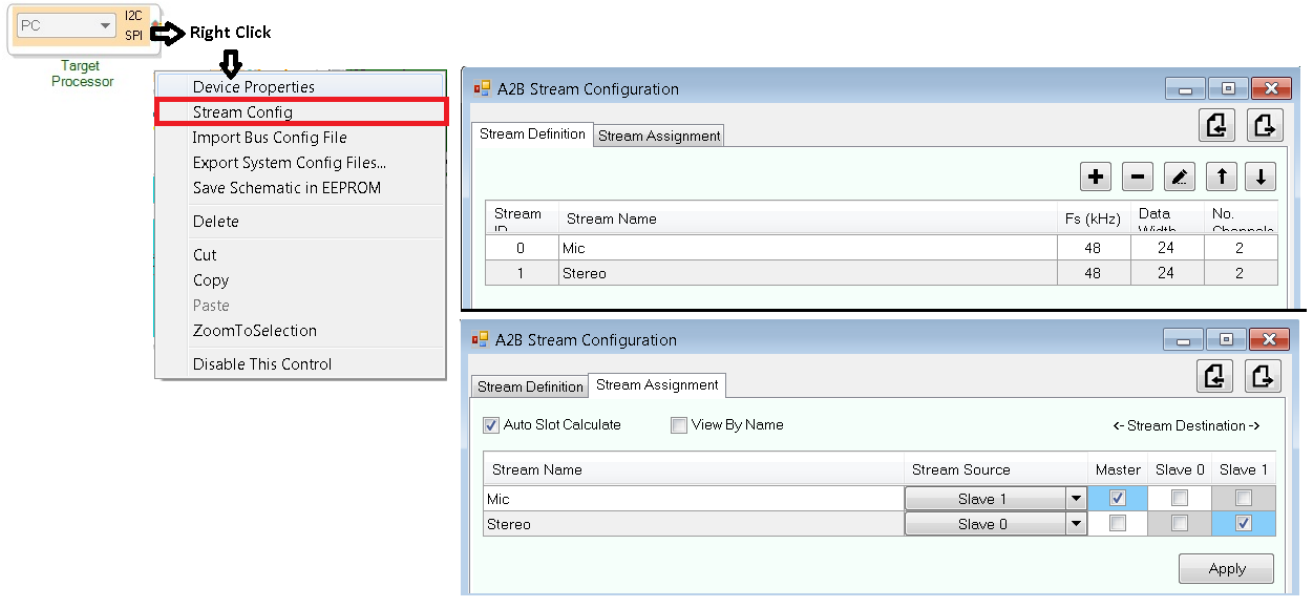 PC
I2C
SPI
Right Click
Target
Processor
Device Properties
Stream Config
Import Bus Config File
Export System Config Files...
Save Schematic in EEPROM
Delete
Cut
Copy
Paste
ZoomToSelection
Disable This Control
A2B Stream Configuration
Stream Definition Stream Assignment
Stream ID Stream Name Fs (kHz) Data Width No. Channels
0 Mic 48 24 2
1 Stereo 48 24 2
A2B Stream Configuration
Stream Definition Stream Assignment
Auto Slot Calculate View By Name <- Stream Destination ->
Stream Name Stream Source Master Slave 0 Slave 1
Mic Slave 1
Stereo Slave 0
Apply